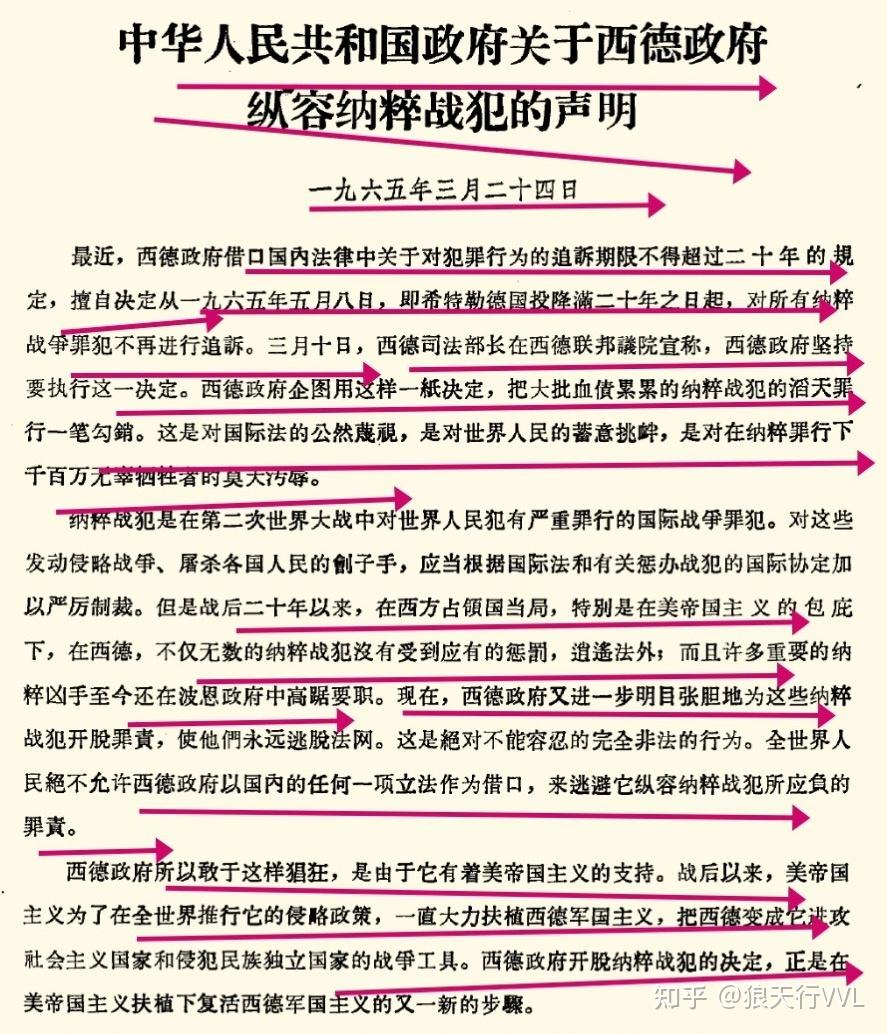 中华人民共和国政府关于西德政府
纵容纳粹战犯的声明
一九六五年三月二十四日
最近，西德政府借口国内法律中关于对犯罪行为的追訴期限不得超过二十年的規
定，擅自决定从一九六五年五月八日，即希特勒德国投降满二十年之日起，对所有纳粹
战爭罪犯不再进行追訴。三月十日，西德司法部长在西德联邦議院宣称，西德政府坚持
要执行这一决定。西德政府企图用这样一紙决定，把大批血債累累的纳粹战犯的滔天罪
行一笔勾銷。这是对国际法的公然蔑視，是对世界人民的蓄意挑衅，是对在纳粹罪行下
千百万无辜牺牲者的莫大污辱。
纳粹战犯是在第二次世界大战中对世界人民犯有严重罪行的国际战爭罪犯。对这些
发动侵略战爭、屠杀各国人民的劊子手，应当根据国际法和有关惩办战犯的国际协定加
以严厉制裁。但是战后二十年以来，在西方占領国当局，特别是在美帝国主义的包庇
下，在西德，不仅无数的纳粹战犯沒有受到应有的惩罰，逍遙法外；而且许多重要的纳
粹凶手至今还在波恩政府中高踞要职。现在，西德政府又进一步明目张胆地为这些纳粹
战犯开脫罪責，使他們永远逃脫法网。这是絕对不能容忍的完全非法的行为。全世界人
民絕不允许西德政府以国内的任何一项立法作为借口，来逃避它纵容纳粹战犯所应負的
罪責。
西德政府所以敢于这样猖狂，是由于它有着美帝国主义的支持。战后以来，美帝国
主义为了在全世界推行它的侵略政策，一直大力扶植西德军国主义，把西德变成它进攻
社会主义国家和侵犯民族独立国家的战爭工具。西德政府开脫纳粹战犯的决定，正是在
美帝国主义扶植下复活西德军国主义的又一新的步驟。
知乎 @狼天行VVL